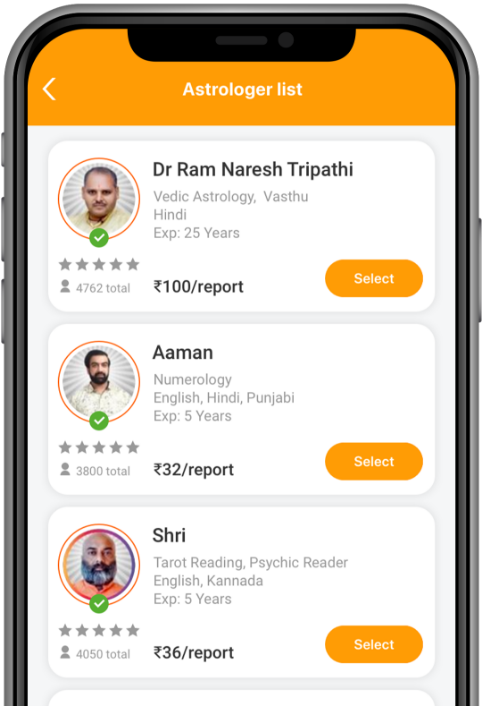 Astrologer list
Dr Ram Naresh Tripathi
Vedic Astrology, Vasthu
Hindi
Exp: 25 Years
4762 total
₹100/report
Select
Aaman
Numerology
English, Hindi, Punjabi
Exp: 5 Years
3800 total
₹32/report
Select
Shri
Tarot Reading, Psychic Reader
English, Kannada
Exp: 5 Years
4050 total
₹36/report
Select